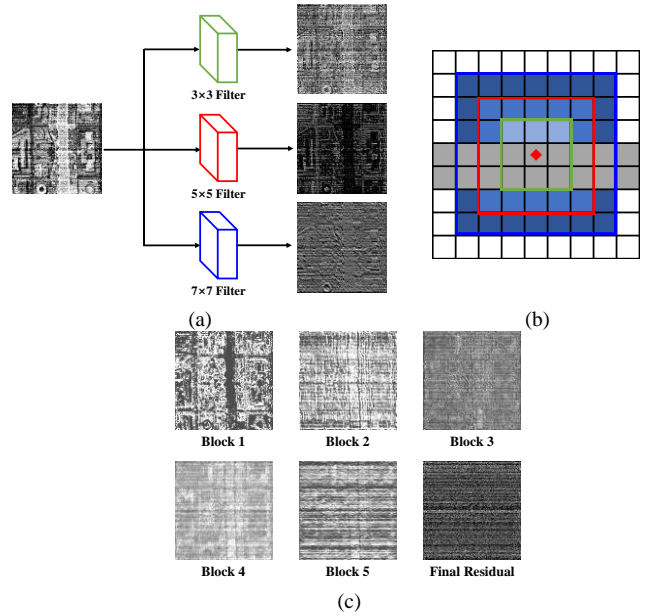 3×3 Filter
5×5 Filter
7×7 Filter
(a)
(b)
Block 1
Block 2
Block 3
Block 4
Block 5
Final Residual
(c)